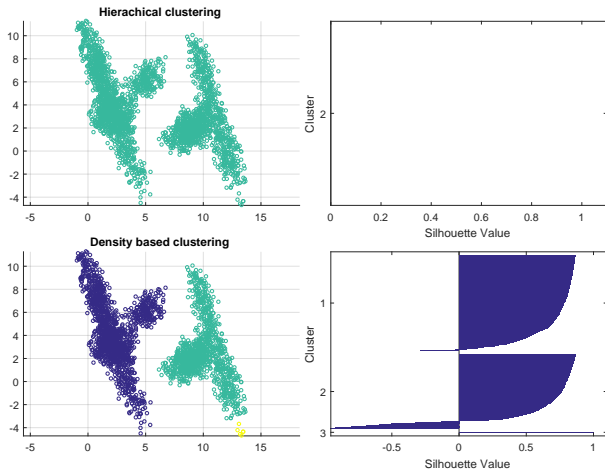 Hierachical clustering
10
8
6
4
2
0
-2
-4
-5 0 5 10 15
Cluster
2
0 0.2 0.4 0.6 0.8 1
Silhouette Value
Density based clustering
10
8
6
4
2
0
-2
-4
-5 0 5 10 15
Cluster
1
2
3
-0.5 0 0.5 1
Silhouette Value